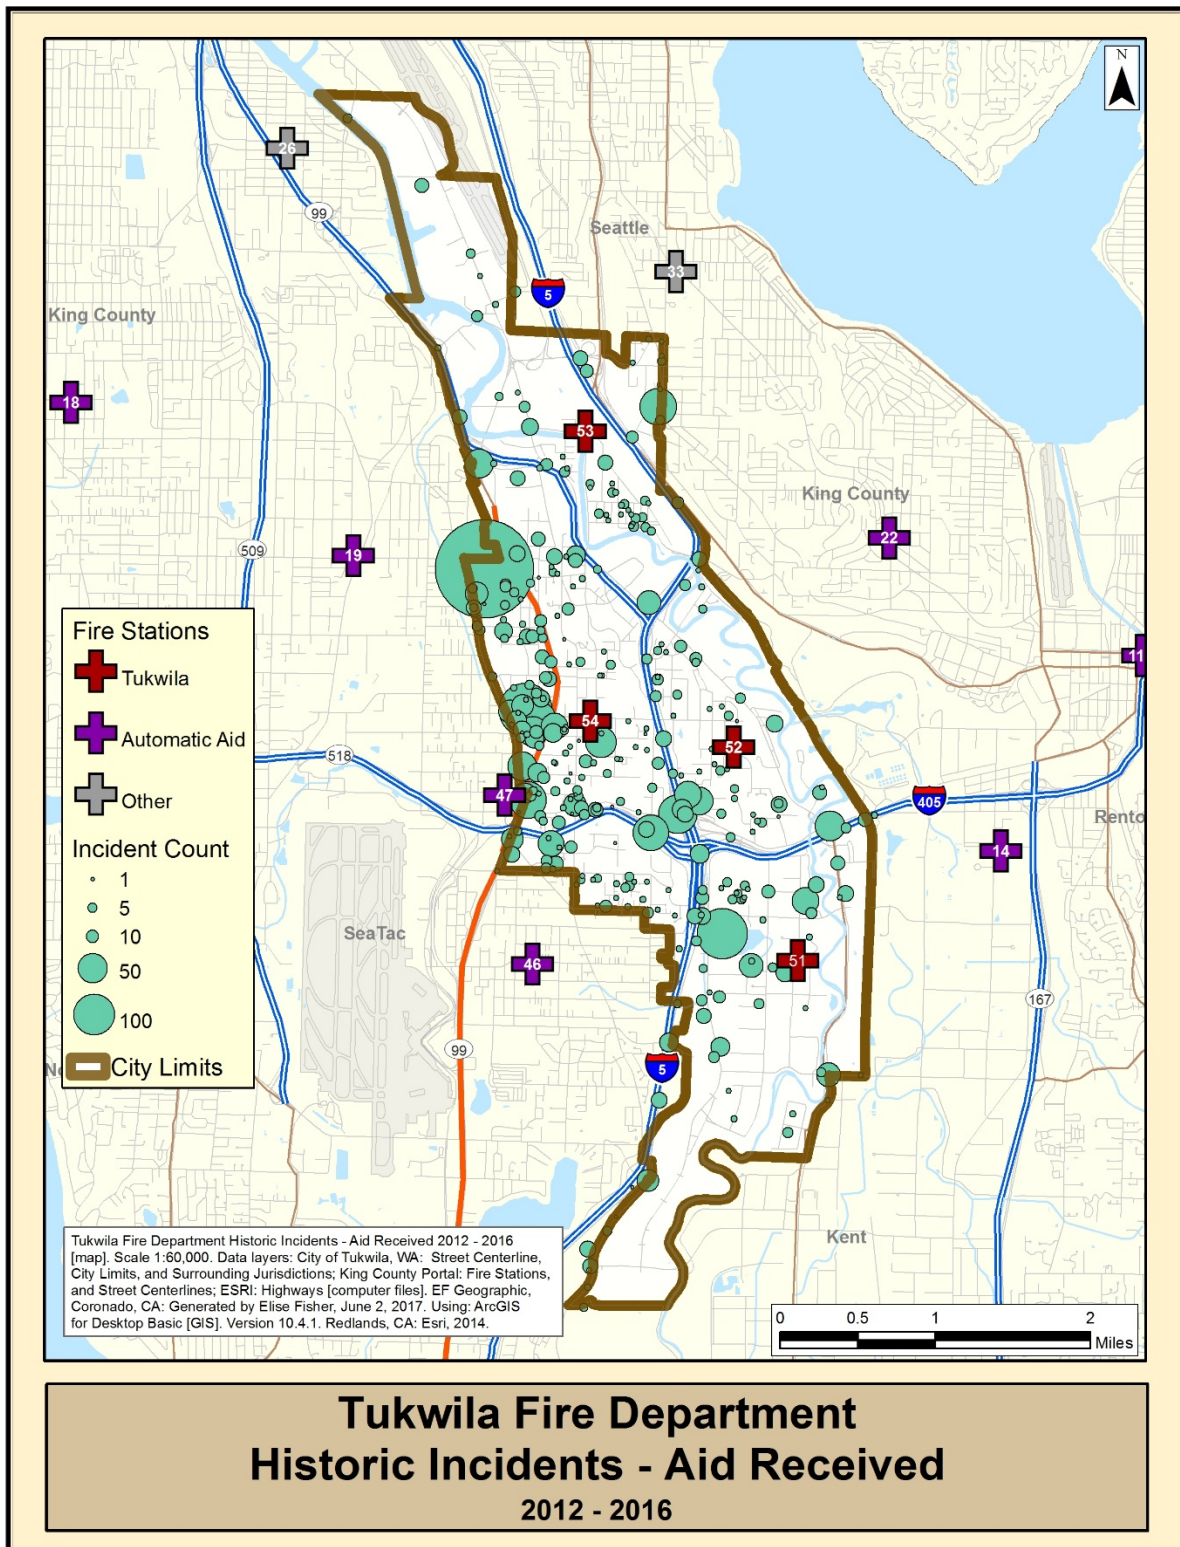 N
26
99
Seattle
33
5
King County
18
53
King County
22
19
509
Fire Stations
Tukwila
Automatic Aid
Other
Incident Count
1
5
10
50
100
City Limits
11
54
52
518
47
405
Rento
14
SeaTac
46
51
167
99
5
Kent
Tukwila Fire Department Historic Incidents - Aid Received 2012 - 2016
[map]. Scale 1:60,000. Data layers: City of Tukwila, WA: Street Centerline,
City Limits, and Surrounding Jurisdictions; King County Portal: Fire Stations,
and Street Centerlines; ESRI: Highways [computer files]. EF Geographic,
Coronado, CA: Generated by Elise Fisher, June 2, 2017. Using: ArcGIS
for Desktop Basic [GIS]. Version 10.4.1. Redlands, CA: Esri, 2014.
0 0.5 1 2
Miles
Tukwila Fire Department
Historic Incidents - Aid Received
2012 - 2016